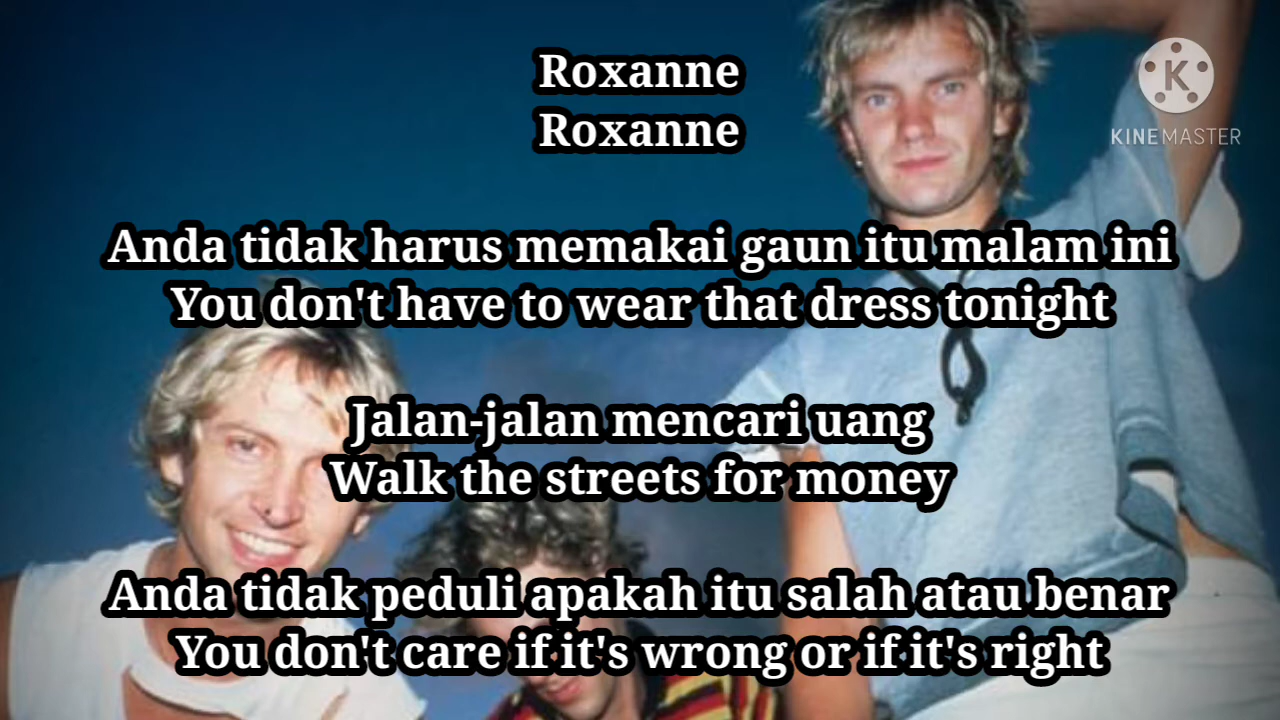 Roxanne
Roxanne
Anda tidak harus memakai gaun itu malam ini
You don't have to wear that dress tonight
Jalan-jalan mencari uang
Walk the streets for money
Anda tidak peduli apakah itu salah atau benar
You don't care if it's wrong or if it's right
K
KINEMASTER